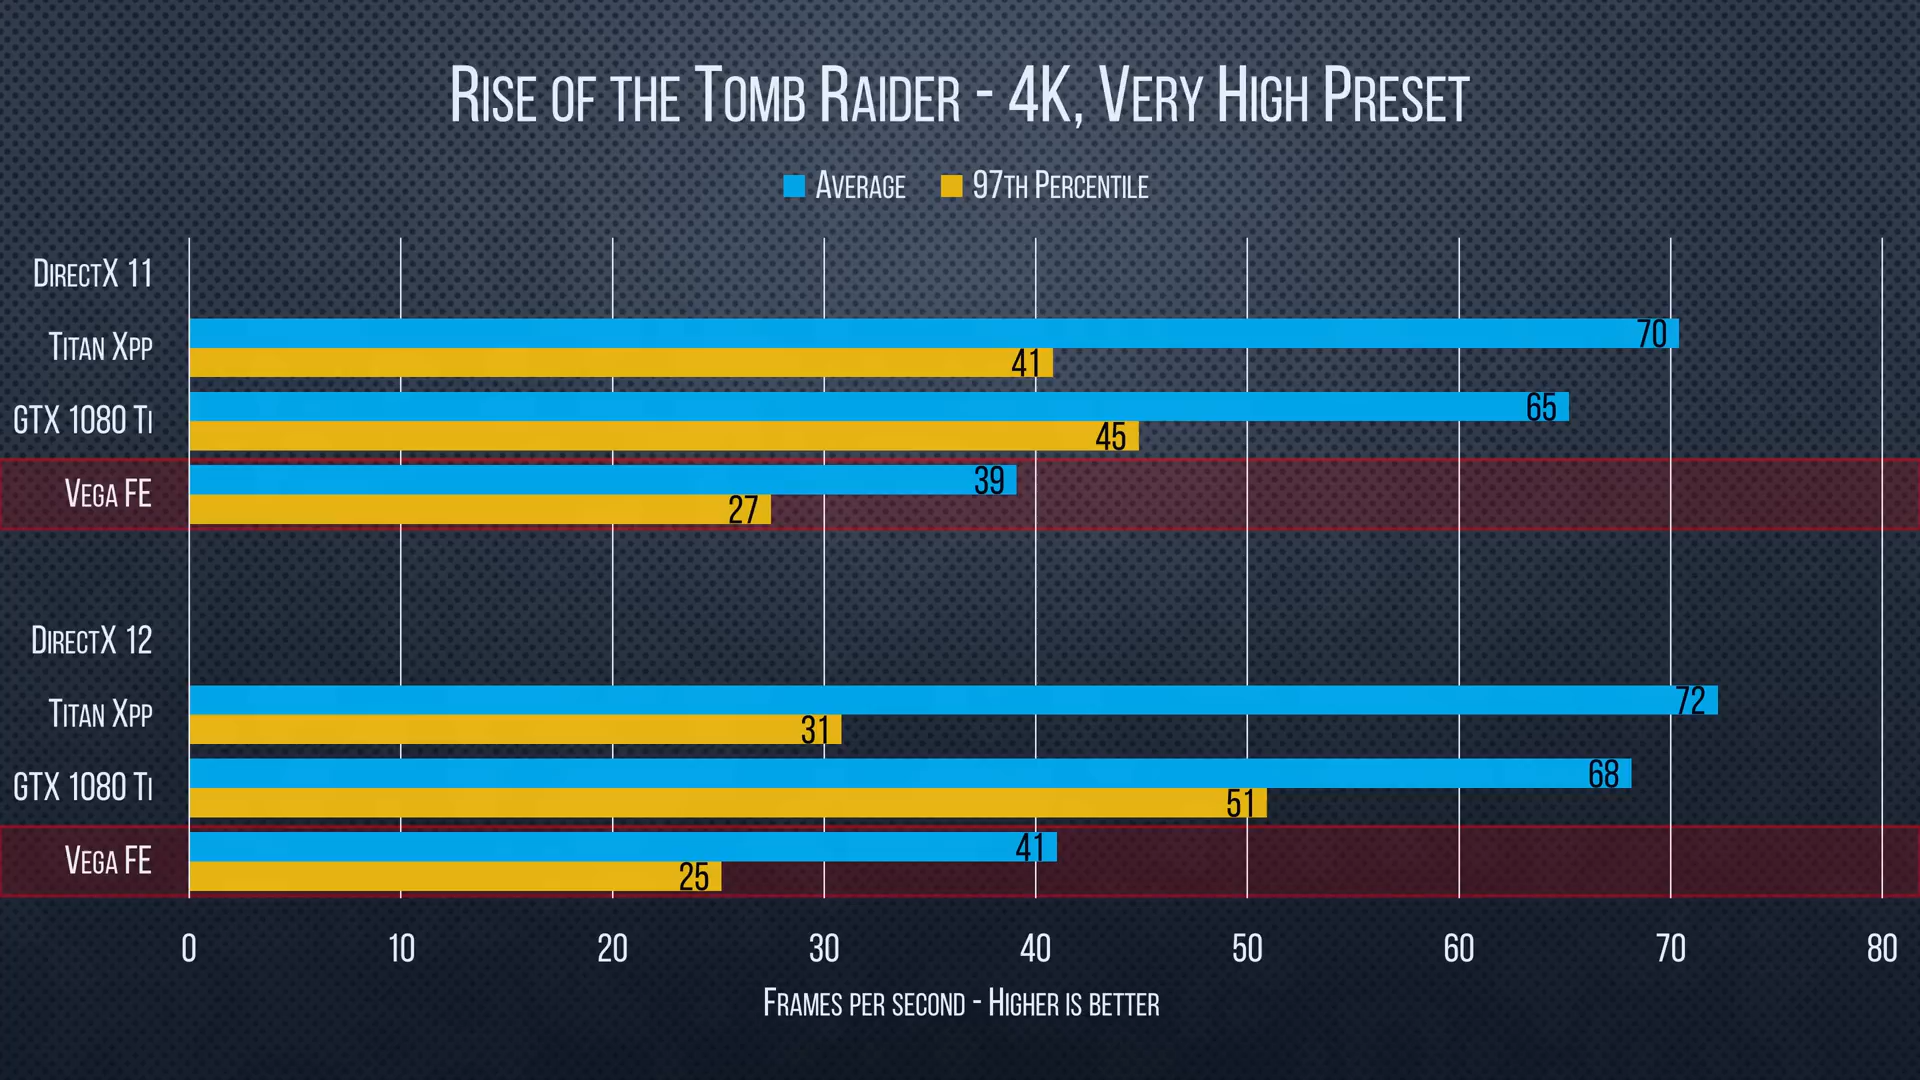 Rise of the Tomb Raider - 4K, Very High Preset
Average 97th Percentile
DirectX 11
Titan Xpp 70
41
GTX 1080 Ti 65
45
Vega FE 39
27
DirectX 12
Titan Xpp 72
31
GTX 1080 Ti 68
51
Vega FE 41
25
0 10 20 30 40 50 60 70 80
Frames per second - Higher is better